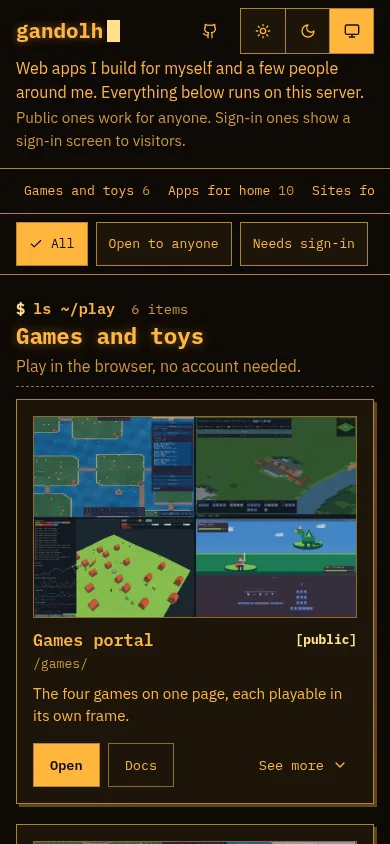 gandolh
Web apps I build for myself and a few people
around me. Everything below runs on this server.
Public ones work for anyone. Sign-in ones show a
sign-in screen to visitors.
Games and toys 6 Apps for home 10 Sites fo
All Open to anyone Needs sign-in
$ ls ~/play 6 items
Games and toys
Play in the browser, no account needed.
Games portal [public]
/games/
The four games on one page, each playable in
its own frame.
Open Docs See more